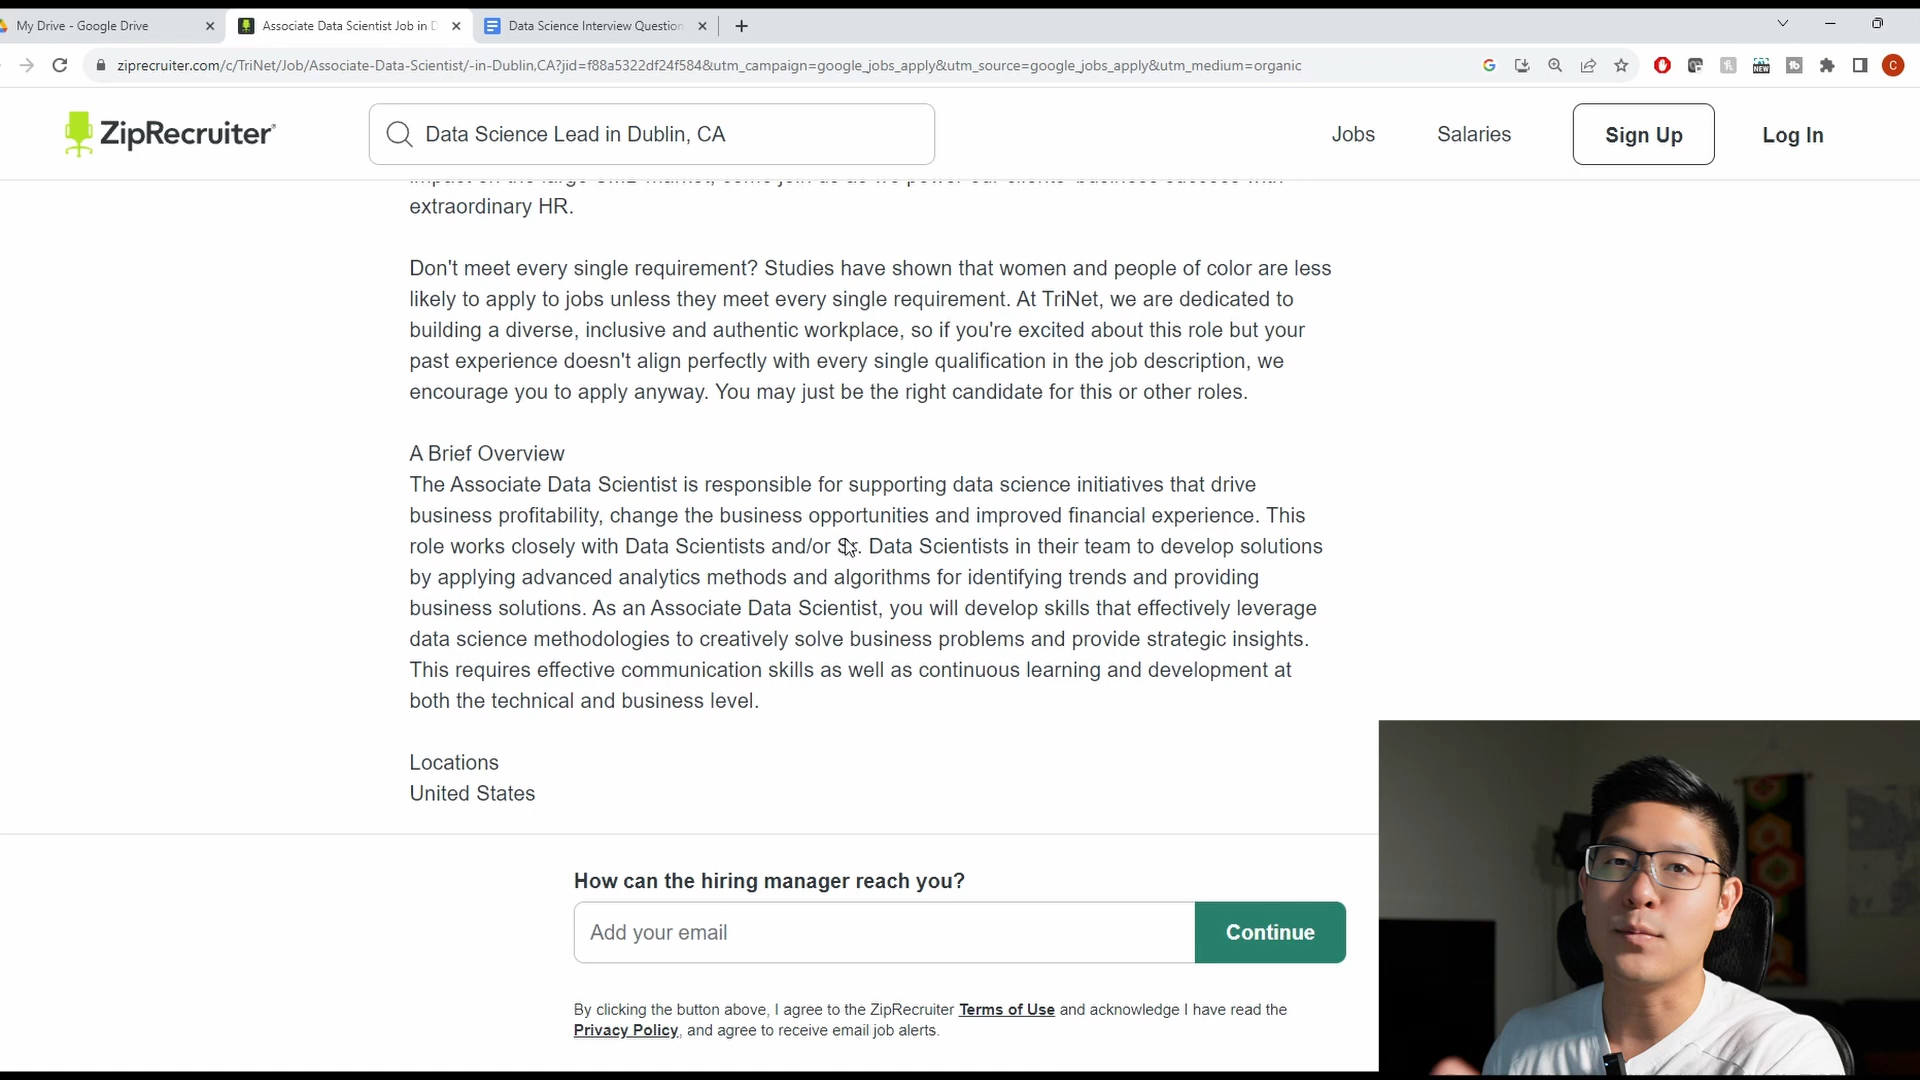 My Drive - Google Drive
Associate Data Scientist Job in D
Data Science Interview Question
ziprecruiter.com/c/TriNet/Job/Associate-Data-Scientist/-in-Dublin,CA?jid=f88a5322df24f584&utm_campaign=google_jobs_apply&utm_source=google_jobs_apply&utm_medium=organic
NEW
C
ZipRecruiter
Data Science Lead in Dublin, CA
Jobs
Salaries
Sign Up
Log In
extraordinary HR.
Don't meet every single requirement? Studies have shown that women and people of color are less
likely to apply to jobs unless they meet every single requirement. At TriNet, we are dedicated to
building a diverse, inclusive and authentic workplace, so if you're excited about this role but your
past experience doesn't align perfectly with every single qualification in the job description, we
encourage you to apply anyway. You may just be the right candidate for this or other roles.
A Brief Overview
The Associate Data Scientist is responsible for supporting data science initiatives that drive
business profitability, change the business opportunities and improved financial experience. This
role works closely with Data Scientists and/or Sr. Data Scientists in their team to develop solutions
by applying advanced analytics methods and algorithms for identifying trends and providing
business solutions. As an Associate Data Scientist, you will develop skills that effectively leverage
data science methodologies to creatively solve business problems and provide strategic insights.
This requires effective communication skills as well as continuous learning and development at
both the technical and business level.
Locations
United States
How can the hiring manager reach you?
Add your email
Continue
By clicking the button above, I agree to the ZipRecruiter Terms of Use and acknowledge I have read the
Privacy Policy, and agree to receive email job alerts.